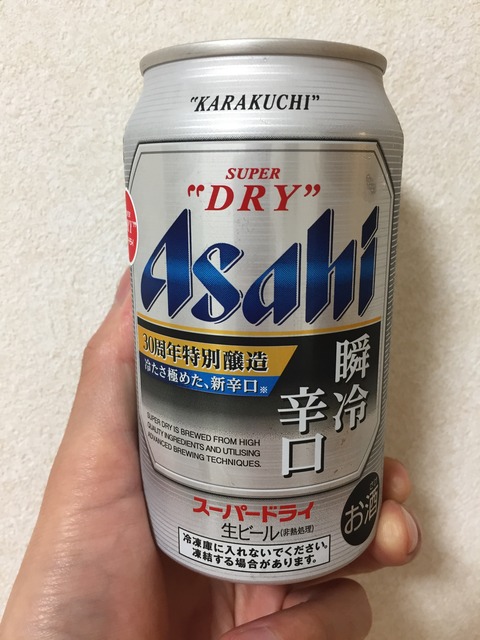 "KARAKUCHI"
SUPER
"DRY"
Asahi
30周年特別醸造
冷たさ極めた、新辛口※
瞬冷
辛口
SUPER DRY IS BREWED FROM HIGH
QUALITY INGREDIENTS AND UTILISING
ADVANCED BREWING TECHNIQUES.
スーパードライ
生ビール(非熱処理)
お酒
冷凍庫に入れないでください。
凍結する場合があります。